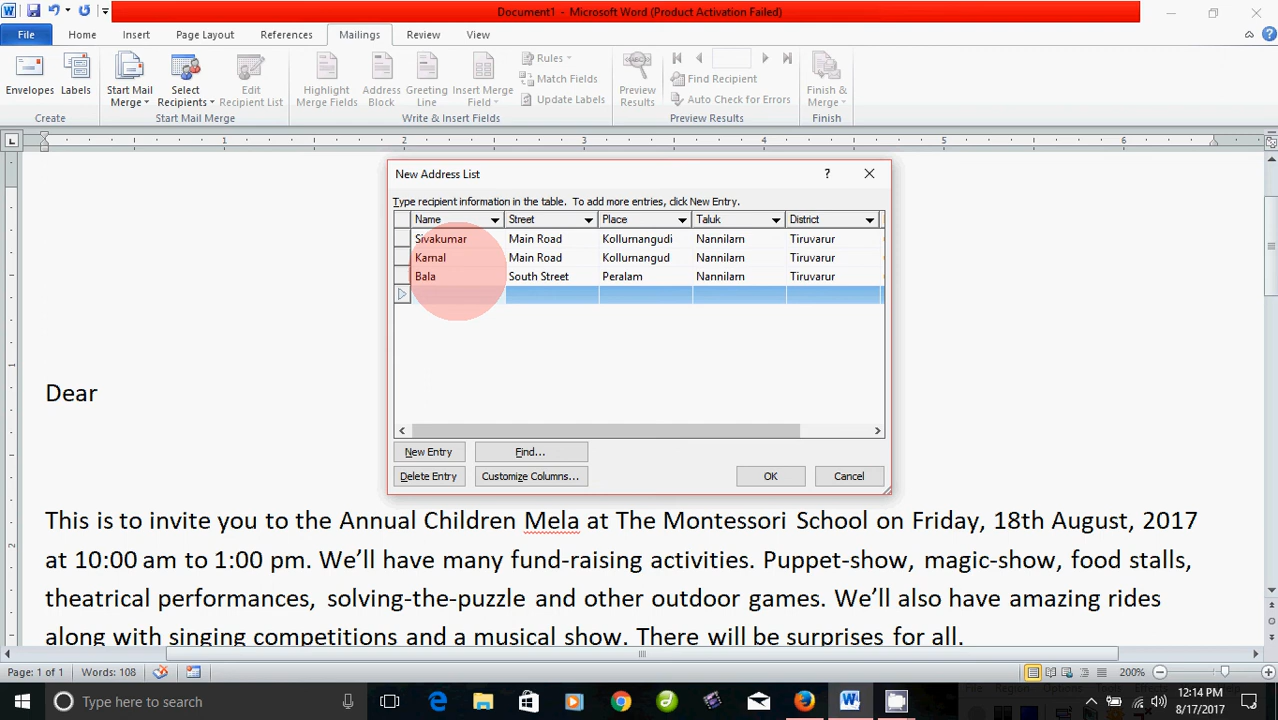 Document1 - Microsoft Word (Product Activation Failed)
File Home Insert Page Layout References Mailings Review View
Envelopes Labels Start Mail Merge Select Recipients Edit Recipient List Highlight Merge Fields Address Block Greeting Line Insert Merge Field Rules Match Fields Update Labels Preview Results Find Recipient Auto Check for Errors Finish & Merge
Create Start Mail Merge Write & Insert Fields Preview Results Finish
1 2 3 4 5 6
New Address List
Type recipient information in the table. To add more entries, click New Entry.
Name Street Place Taluk District
Sivakumar Main Road Kollumangudi Nannilam Tiruvarur
Kamal Main Road Kollumangud Nannilam Tiruvarur
Bala South Street Peralam Nannilam Tiruvarur
New Entry Find...
Delete Entry Customize Columns... OK Cancel
Dear
This is to invite you to the Annual Children Mela at The Montessori School on Friday, 18th August, 2017
at 10:00 am to 1:00 pm. We’ll have many fund-raising activities. Puppet-show, magic-show, food stalls,
theatrical performances, solving-the-puzzle and other outdoor games. We’ll also have amazing rides
along with singing competitions and a musical show. There will be surprises for all.
Page: 1 of 1 Words: 108 200%
Type here to search
12:14 PM
8/17/2017